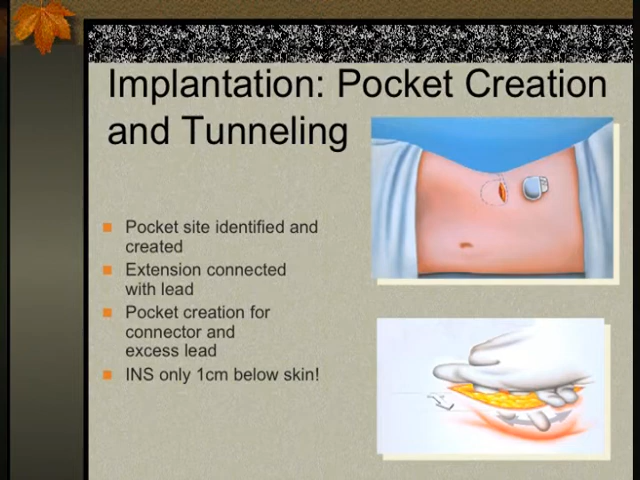 Implantation: Pocket Creation
and Tunneling
Pocket site identified and
created
Extension connected
with lead
Pocket creation for
connector and
excess lead
INS only 1cm below skin!